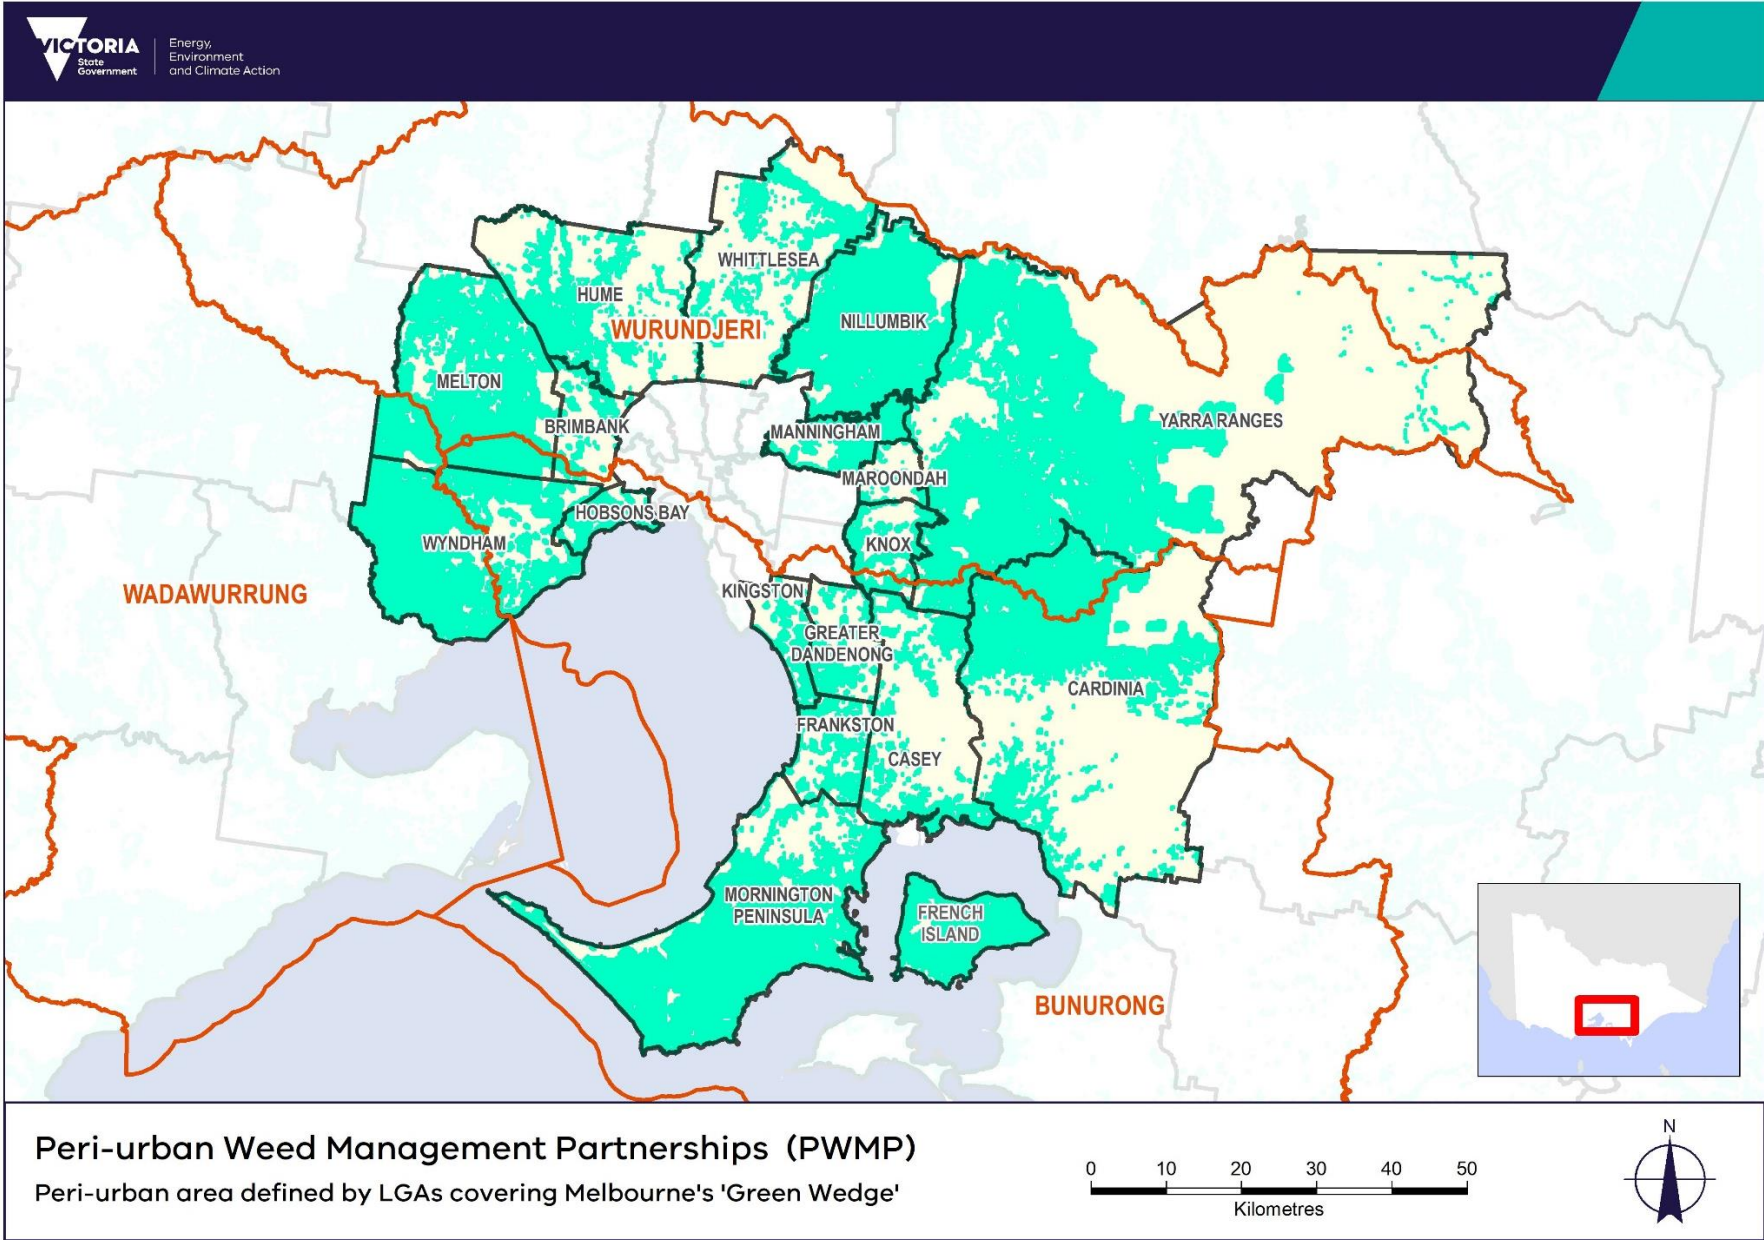 VICTORIA
State
Government
Energy,
Environment
and Climate Action
WHITTLESEA
HUME
WURUNDJERI
NILLUMBIK
MELTON
BRIMBANK
MANNINGHAM
YARRA RANGES
MAROONDAH
HOBSONS BAY
WYNDHAM
KNOX
WADAWURRUNG
KINGSTON
GREATER
DANDENONG
CARDINIA
FRANKSTON
CASEY
MORNINGTON
PENINSULA
FRENCH
ISLAND
BUNURONG
Peri-urban Weed Management Partnerships (PWMP)
Peri-urban area defined by LGAs covering Melbourne's 'Green Wedge'
0 10 20 30 40 50
Kilometres
N